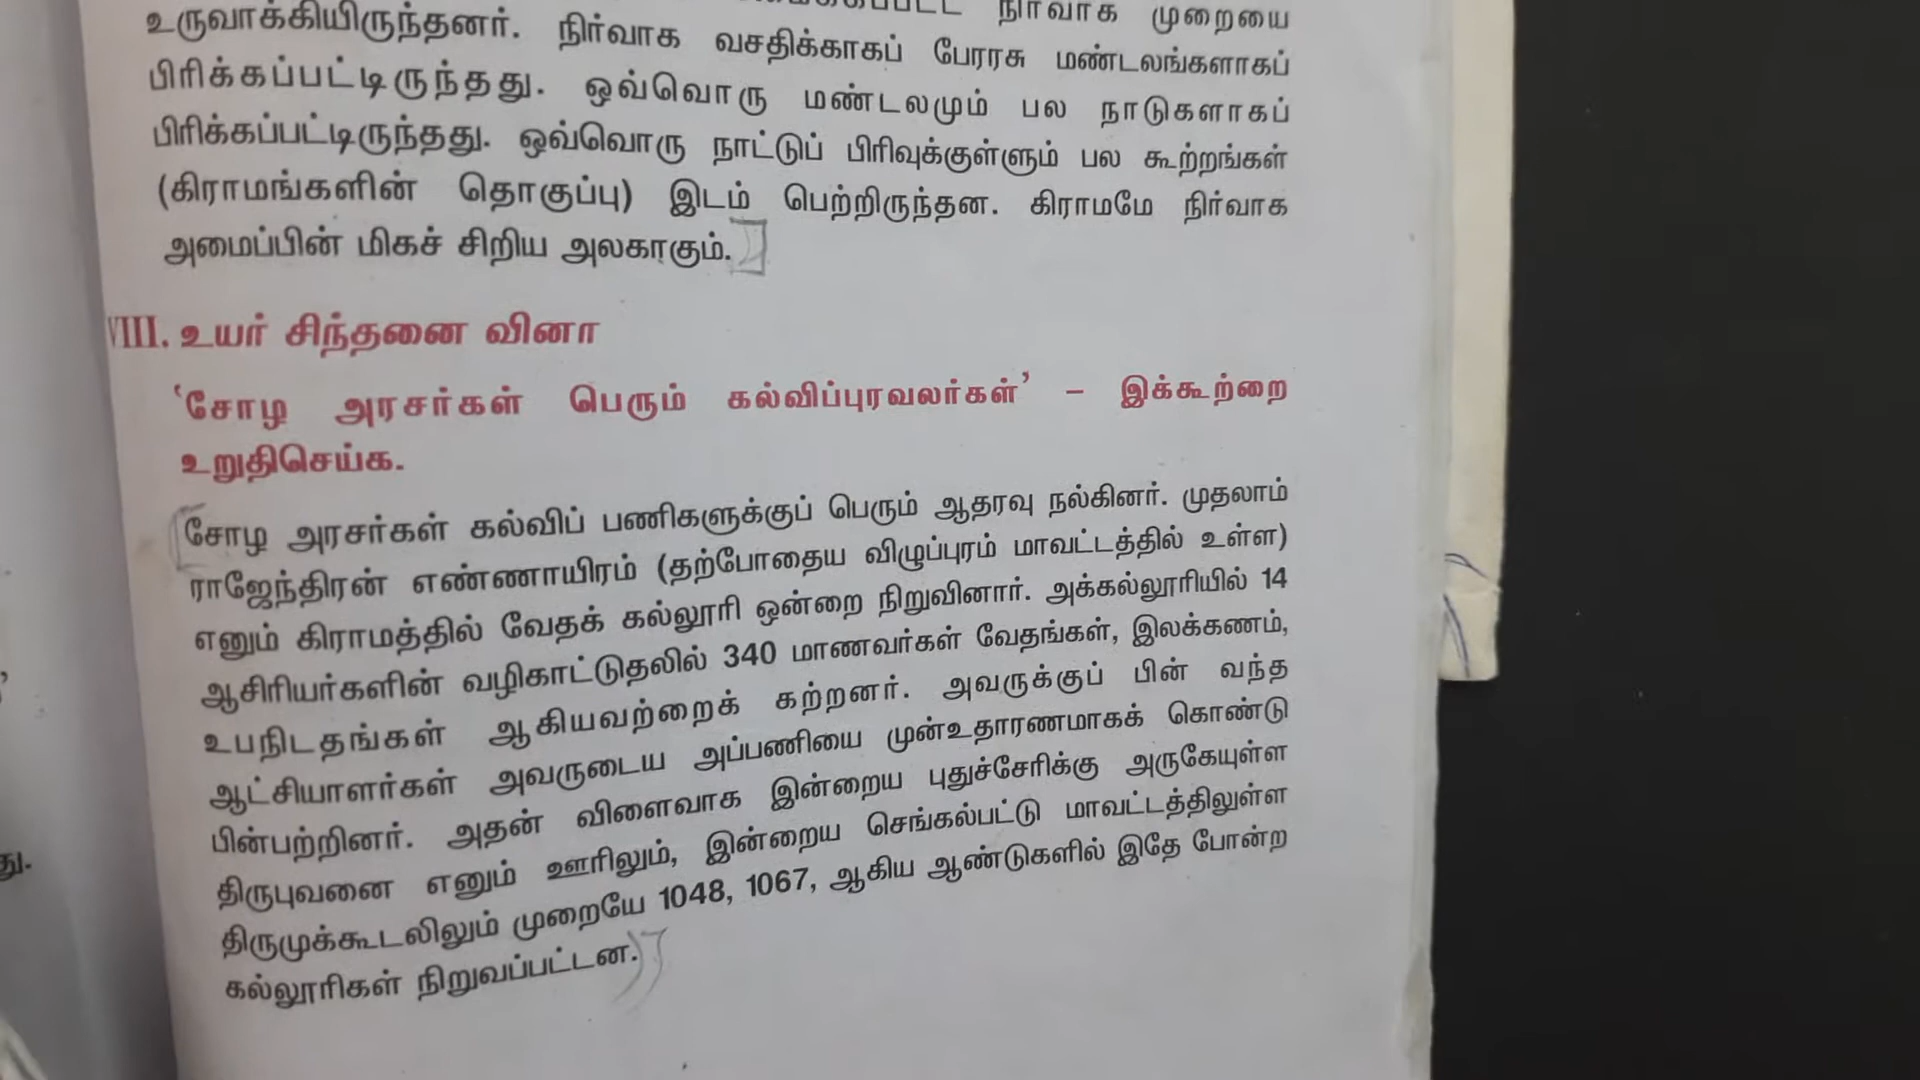 நிர்வாக முறையை
உருவாக்கியிருந்தனர். நிர்வாக வசதிக்காகப் பேரரசு மண்டலங்களாகப்
பிரிக்கப்பட்டிருந்தது. ஒவ்வொரு மண்டலமும் பல நாடுகளாகப்
பிரிக்கப்பட்டிருந்தது. ஒவ்வொரு நாட்டுப் பிரிவுக்குள்ளும் பல கூற்றங்கள்
(கிராமங்களின் தொகுப்பு) இடம் பெற்றிருந்தன. கிராமமே நிர்வாக
அமைப்பின் மிகச் சிறிய அலகாகும்.
VIII. உயர் சிந்தனை வினா
'சோழ அரசர்கள் பெரும் கல்விப்புரவலர்கள்' – இக்கூற்றை
உறுதிசெய்க.
சோழ அரசர்கள் கல்விப் பணிகளுக்குப் பெரும் ஆதரவு நல்கினர். முதலாம்
ராஜேந்திரன் எண்ணாயிரம் (தற்போதைய விழுப்புரம் மாவட்டத்தில் உள்ள)
எனும் கிராமத்தில் வேதக் கல்லூரி ஒன்றை நிறுவினார். அக்கல்லூரியில் 14
ஆசிரியர்களின் வழிகாட்டுதலில் 340 மாணவர்கள் வேதங்கள், இலக்கணம்,
உபநிடதங்கள் ஆகியவற்றைக் கற்றனர். அவருக்குப் பின் வந்த
ஆட்சியாளர்கள் அவருடைய அப்பணியை முன்உதாரணமாகக் கொண்டு
பின்பற்றினர். அதன் விளைவாக இன்றைய புதுச்சேரிக்கு அருகேயுள்ள
திருபுவனை எனும் ஊரிலும், இன்றைய செங்கல்பட்டு மாவட்டத்திலுள்ள
திருமுக்கூடலிலும் முறையே 1048, 1067, ஆகிய ஆண்டுகளில் இதே போன்ற
கல்லூரிகள் நிறுவப்பட்டன.
து.